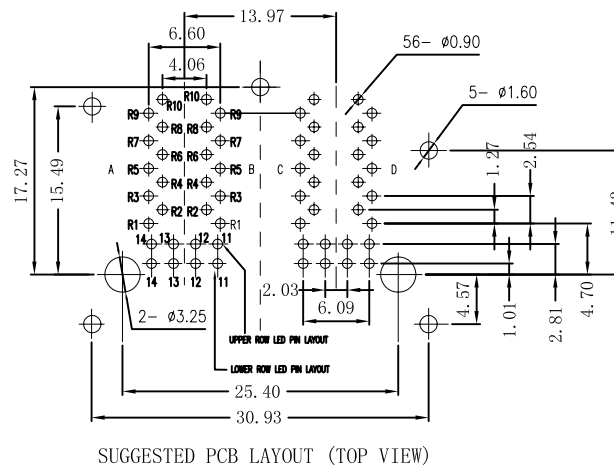 13.97
6.60
56- ø0.90
4.06
5- ø1.60
R10
R10
R9
R9
R8 R8
R7
R7
R6 R6
A
R5
R5
B
C
D
R4 R4
R3
R3
R2 R2
R1
R1
17.27
15.49
1.27
2.54
14 13 12 11
14 13 12 11
2.03
6.09
4.57
1.01
2.81
4.70
2- ø3.25
UPPER ROW LED PIN LAYOUT
LOWER ROW LED PIN LAYOUT
25.40
30.93
SUGGESTED PCB LAYOUT (TOP VIEW)